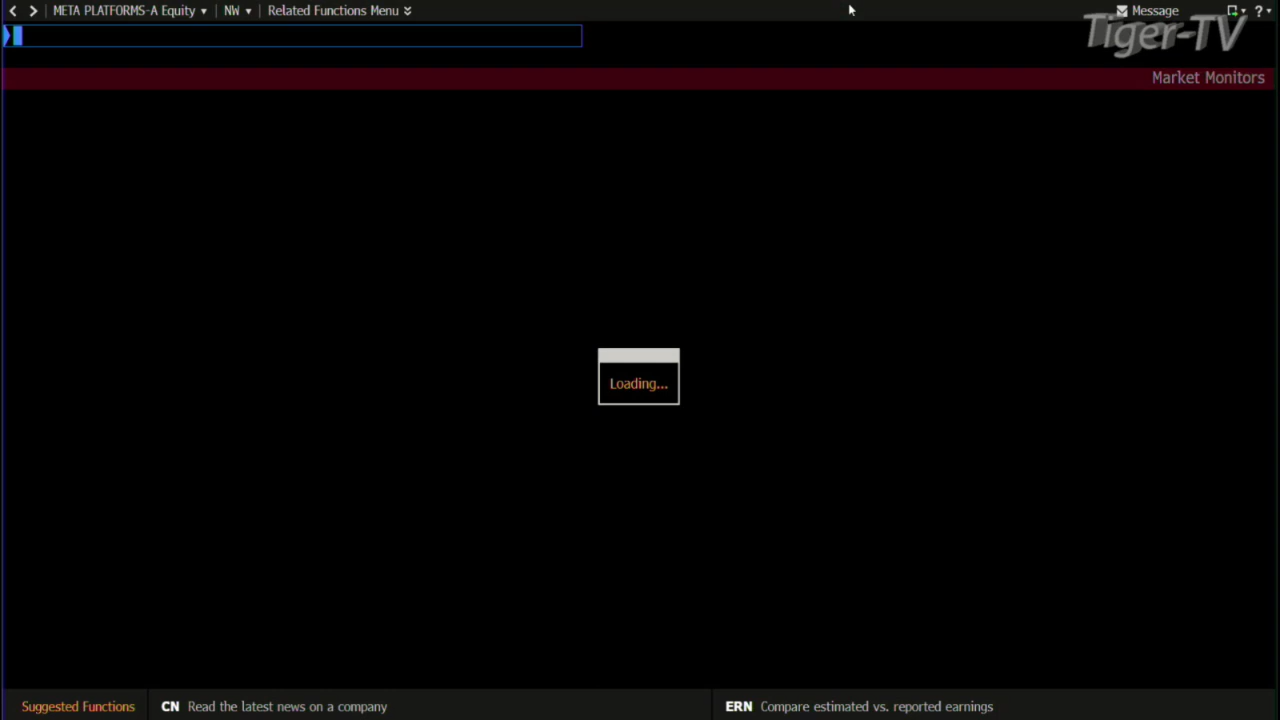 META PLATFORMS-A Equity NW Related Functions Menu Message ?
Tiger-TV
Market Monitors
Loading...
Suggested Functions CN Read the latest news on a company ERN Compare estimated vs. reported earnings